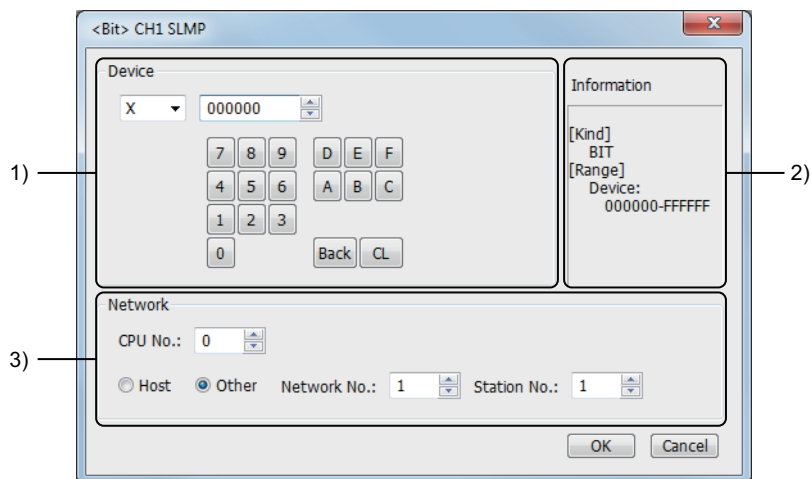 <Bit> CH1 SLMP
Device
X 000000
7 8 9 D E F
4 5 6 A B C
1 2 3
0 Back CL
Information
[Kind]
BIT
[Range]
Device:
000000-FFFFFF
1)
2)
Network
CPU No.: 0
3)
Host Other Network No.: 1 Station No.: 1
OK Cancel